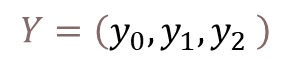 Y = (y₀, y₁, y₂ )